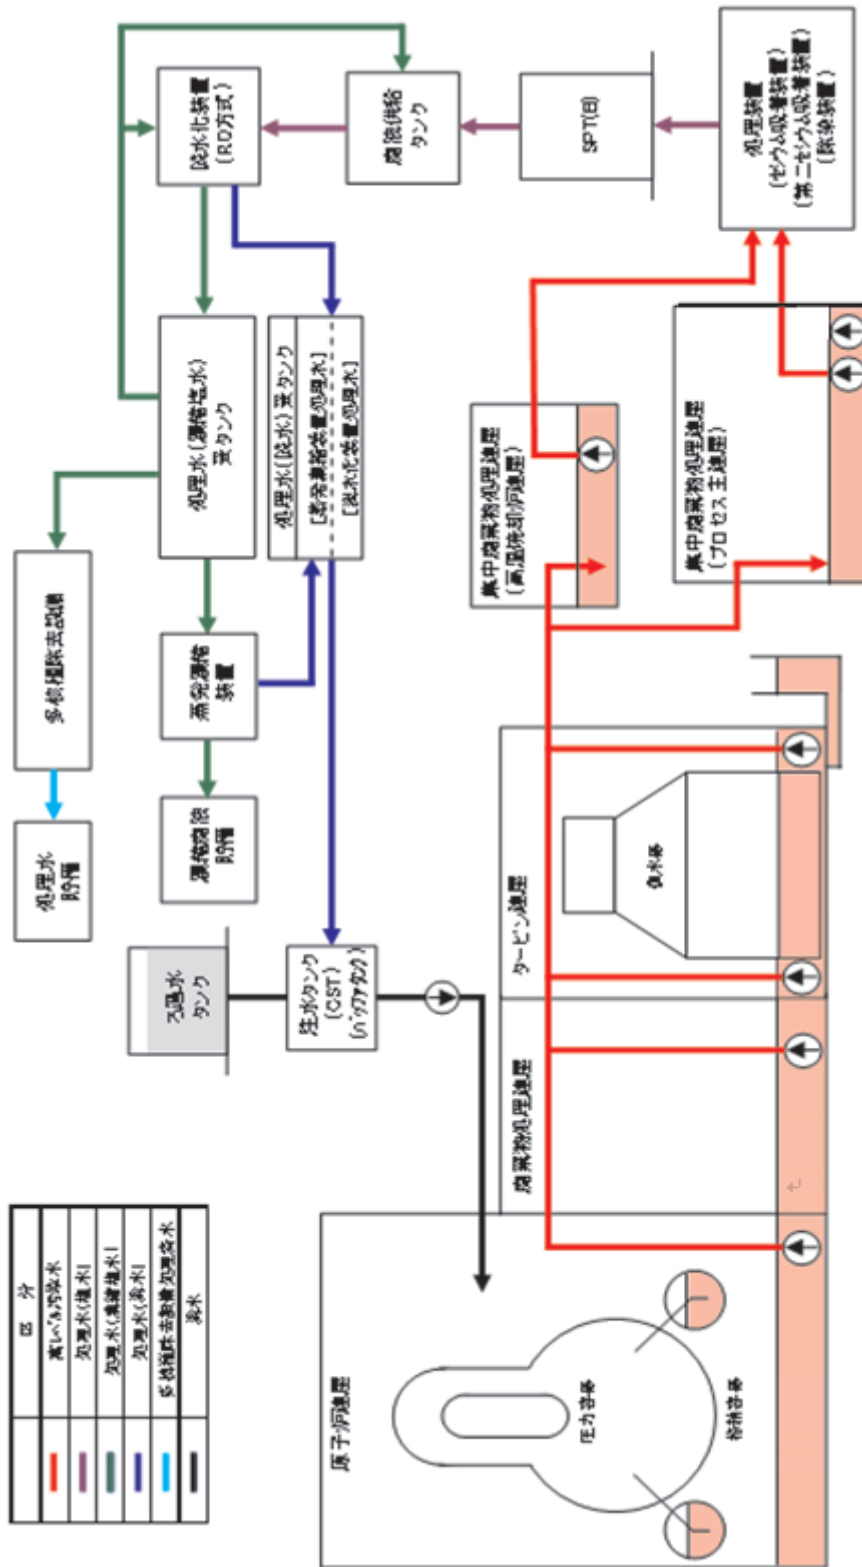 区　分
高レベル汚染水
処理水(塩水)
処理水(濃縮塩水)
処理水(淡水)
多核種除去設備処理済水
淡水
処理水
貯槽
多核種除去設備
濃縮廃液
貯槽
蒸発濃縮
装置
処理水(濃縮塩水)
受タンク
淡水化装置
(RO方式)
処理水(淡水)受タンク
[蒸発濃縮装置処理水]
[淡水化装置処理水]
廃液供給
タンク
SPT(B)
処理装置
(セシウム吸着装置)
(第二セシウム吸着装置)
(除染装置)
ろ過水
タンク
注水タンク
(CST)
(バッファタンク)
原子炉建屋
圧力容器
格納容器
廃棄物処理建屋
タービン建屋
復水器
集中廃棄物処理建屋
(高温焼却炉建屋)
集中廃棄物処理建屋
(プロセス主建屋)